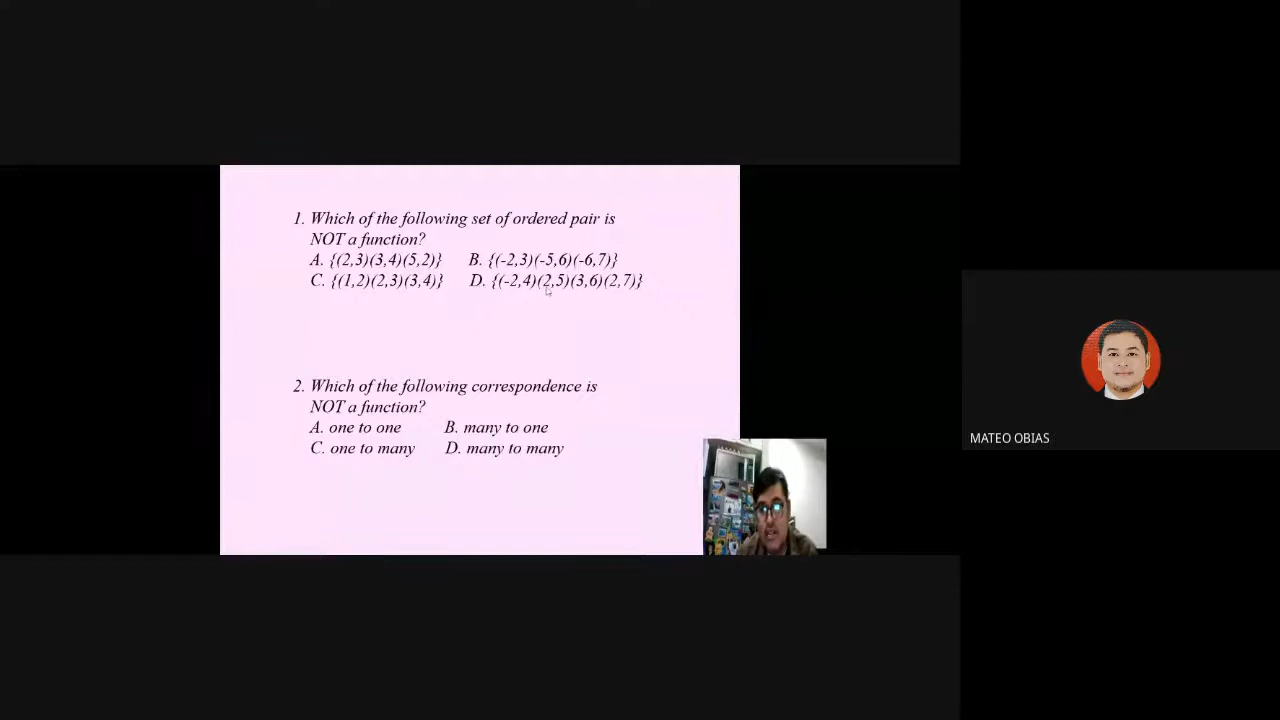 1. Which of the following set of ordered pair is
NOT a function?
A. {(2,3)(3,4)(5,2)} B. {(-2,3)(-5,6)(-6,7)}
C. {(1,2)(2,3)(3,4)} D. {(-2,4)(2,5)(3,6)(2,7)}
2. Which of the following correspondence is
NOT a function?
A. one to one B. many to one
C. one to many D. many to many
MATEO OBIAS